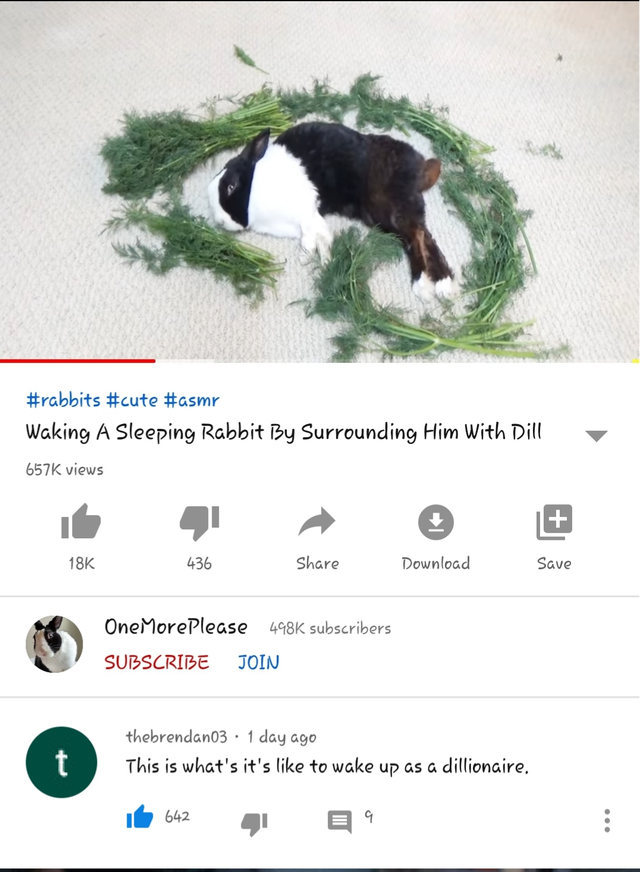 #rabbits #cute #asmr
Waking A Sleeping Rabbit By Surrounding Him With Dill
657K views
18K 436 Share Download Save
OneMorePlease 498K subscribers
SUBSCRIBE JOIN
t
thebrendan03 · 1 day ago
This is what's it's like to wake up as a dillionaire.
642 9